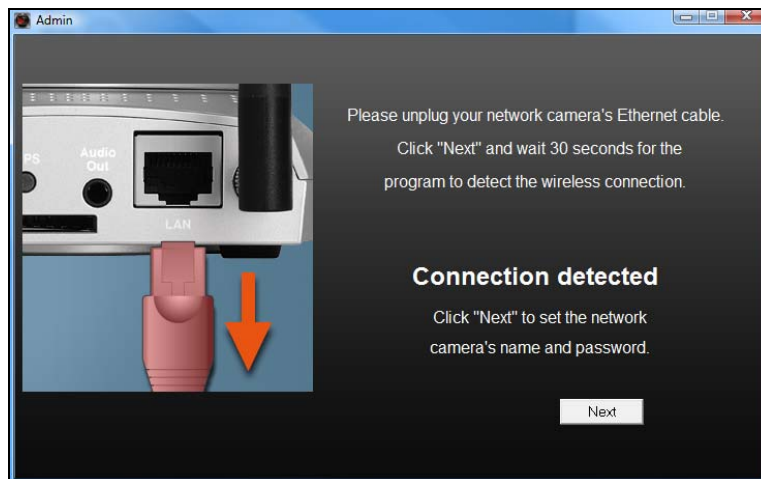 Admin
PS
Audio
Out
LAN
Please unplug your network camera's Ethernet cable.
Click "Next" and wait 30 seconds for the
program to detect the wireless connection.
Connection detected
Click "Next" to set the network
camera's name and password.
Next